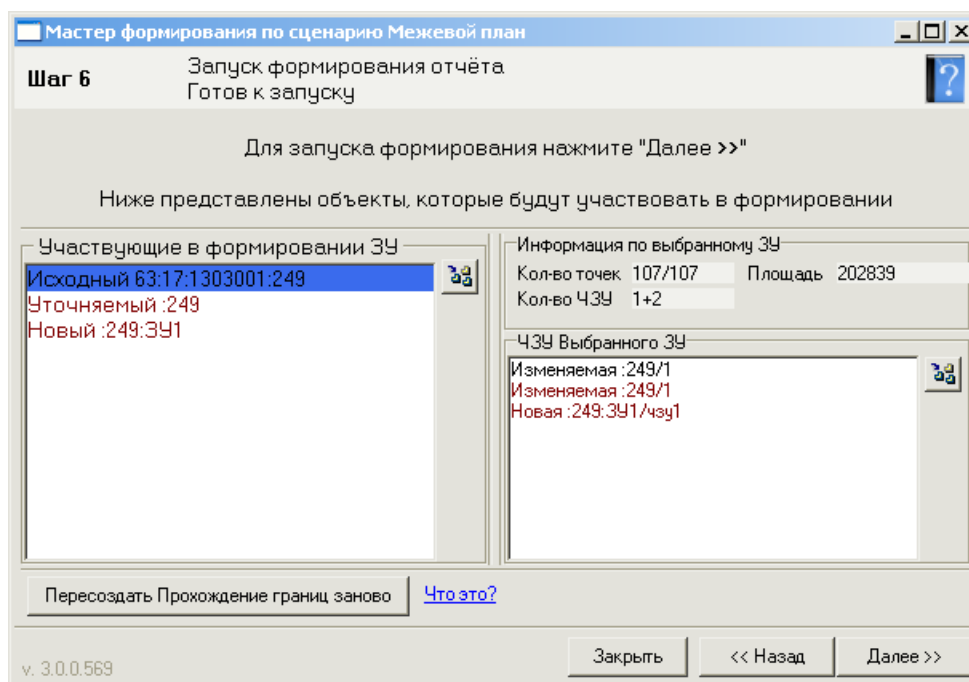 Мастер формирования по сценарию Межевой план
Шаг 6
Запуск формирования отчёта
Готов к запуску
Для запуска формирования нажмите "Далее >>"
Ниже представлены объекты, которые будут участвовать в формировании
Участвующие в формировании ЗУ
Исходный 63:17:1303001:249
Уточняемый :249
Новый :249:ЗУ1
Информация по выбранному ЗУ
Кол-во точек 107/107 Площадь 202839
Кол-во ЧЗУ 1+2
ЧЗУ Выбранного ЗУ
Изменяемая :249/1
Изменяемая :249/1
Новая :249:ЗУ1/чзу1
Пересоздать Прохождение границ заново Что это?
v. 3.0.0.569
Закрыть << Назад Далее >>